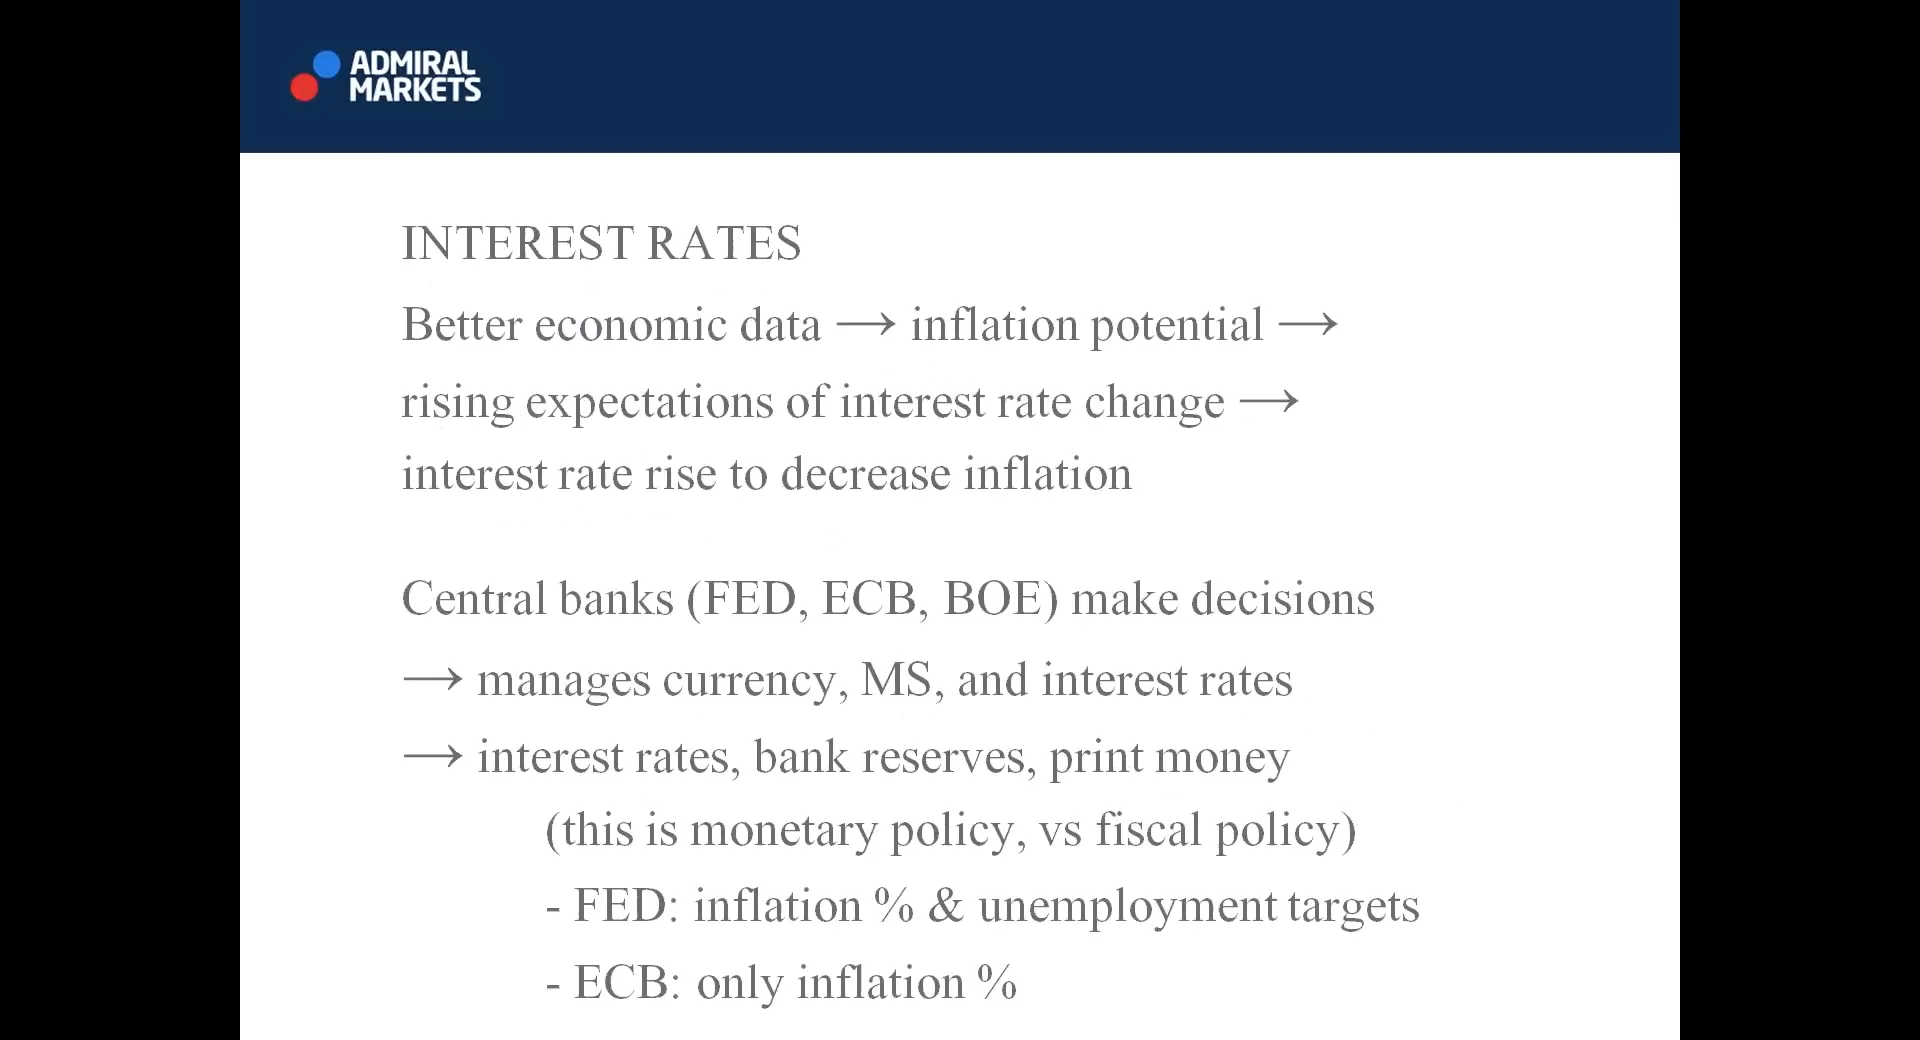 ADMIRAL
MARKETS
INTEREST RATES
Better economic data → inflation potential →
rising expectations of interest rate change →
interest rate rise to decrease inflation
Central banks (FED, ECB, BOE) make decisions
→ manages currency, MS, and interest rates
→ interest rates, bank reserves, print money
(this is monetary policy, vs fiscal policy)
- FED: inflation % & unemployment targets
- ECB: only inflation %